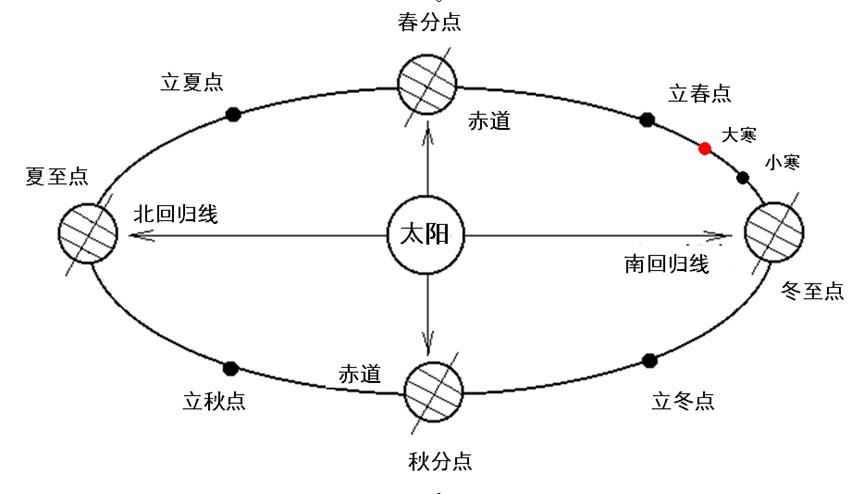 春分点
立夏点
立春点
赤道
大寒
小寒
夏至点
北回归线
太阳
南回归线
冬至点
赤道
立秋点
立冬点
秋分点